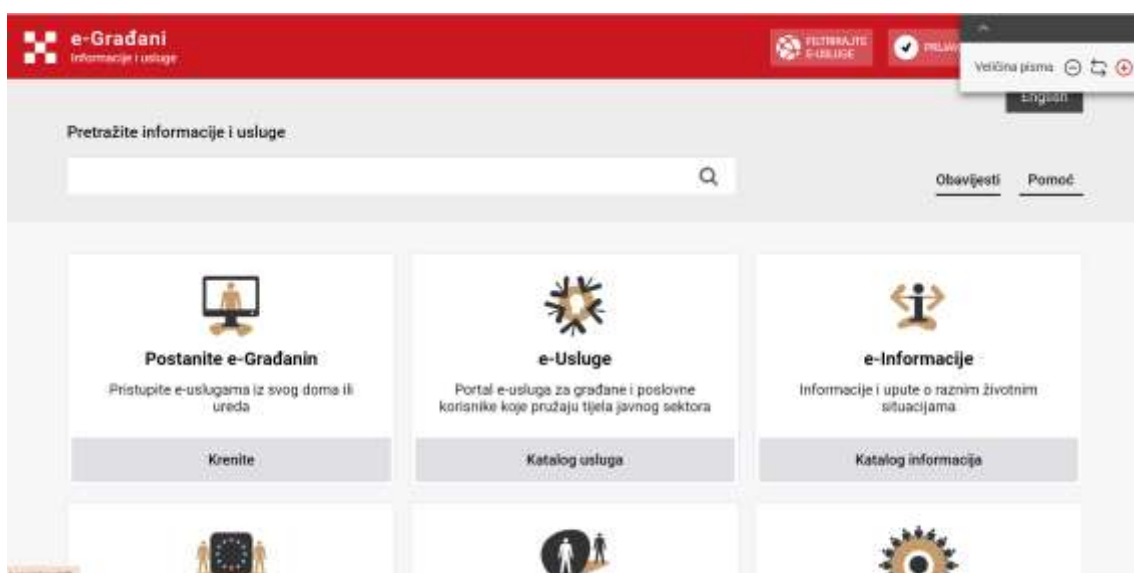 e-Građani
Informacije i usluge
FILTRIRAJTE
E-USLUGE
Veličina pisma
English
Pretražite informacije i usluge
Obavijesti
Pomoć
Postanite e-Građanin
Pristupite e-uslugama iz svog doma ili
ureda
Krenite
e-Usluge
Portal e-usluga za građane i poslovne
korisnike koje pružaju tijela javnog sektora
Katalog usluga
e-Informacije
Informacije i upute o raznim životnim
situacijama
Katalog informacija